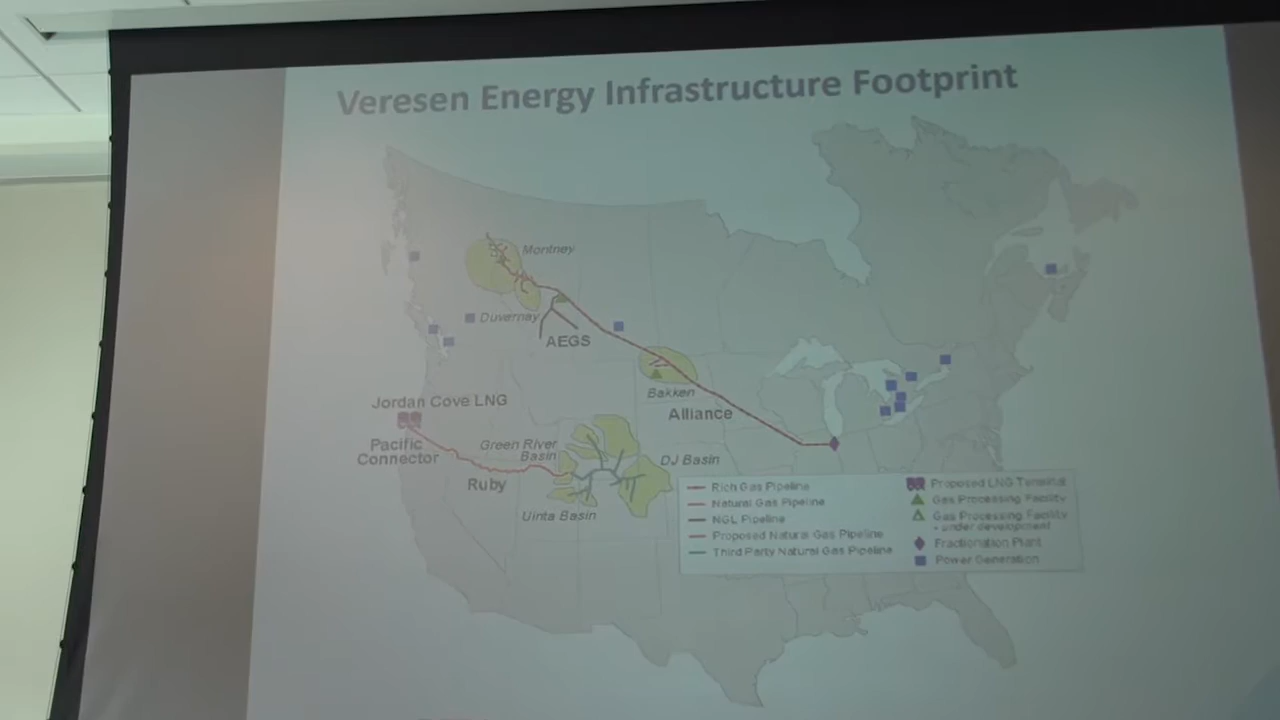 Veresen Energy Infrastructure Footprint
Montney
Duvernay
AEGS
Bakken
Alliance
Jordan Cove LNG
Pacific
Connector
Green River
Basin
Ruby
DJ Basin
Uinta Basin
Rich Gas Pipeline
Natural Gas Pipeline
NGL Pipeline
Proposed Natural Gas Pipeline
Third Party Natural Gas Pipeline
Proposed LNG Terminal
Gas Processing Facility
Gas Processing Facility
- under development
Fractionation Plant
Power Generation